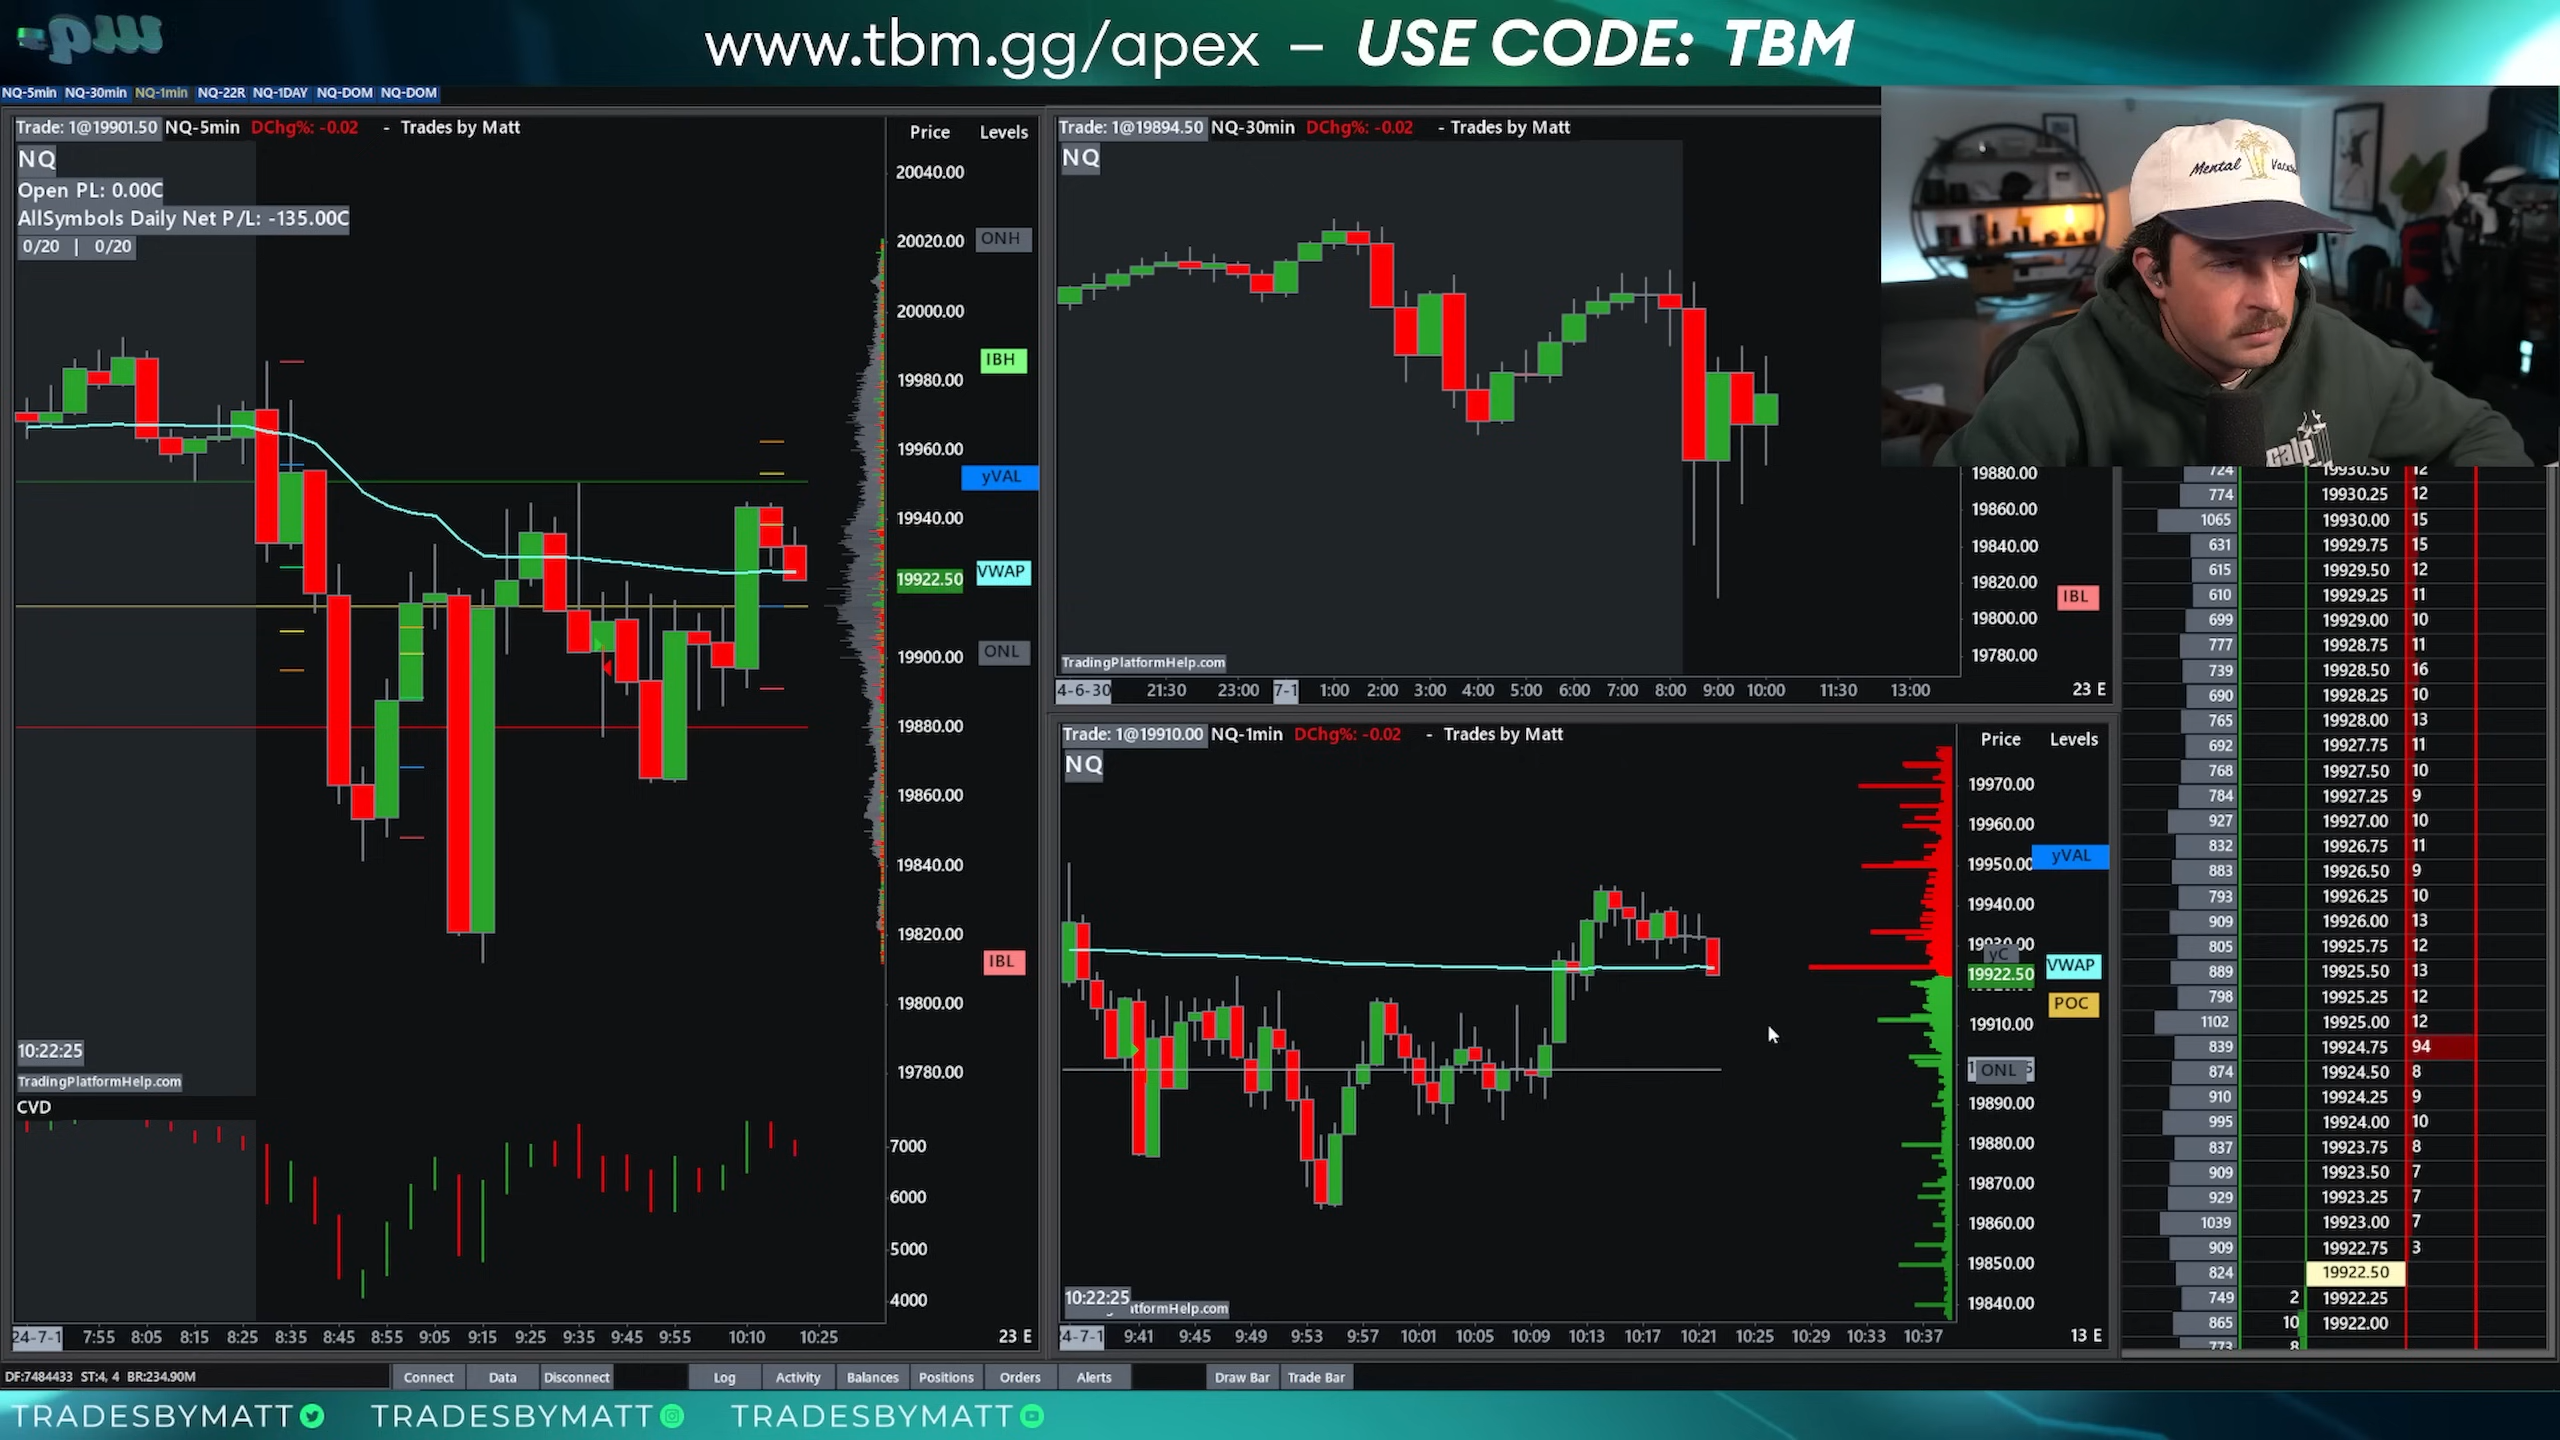 www.tbm.gg/apex – USE CODE: TBM
NQ-5min NQ-30min NQ-1min NQ-22R NQ-1DAY NQ-DOM NQ-DOM
Trade: 1@19901.50 NQ-5min DChg%: -0.02 - Trades by Matt
Price Levels
NQ
Open PL: 0.00C
AllSymbols Daily Net P/L: -135.00C
0/20 | 0/20
20040.00
20020.00 ONH
20000.00
IBH
19980.00
19960.00
yVAL
19940.00
19922.50 VWAP
19900.00 ONL
19880.00
19860.00
19840.00
19820.00
IBL
19800.00
19780.00
10:22:25
TradingPlatformHelp.com
CVD
7000
6000
5000
4000
24-7-1 7:55 8:05 8:15 8:25 8:35 8:45 8:55 9:05 9:15 9:25 9:35 9:45 9:55 10:10 10:25 23 E
Trade: 1@19894.50 NQ-30min DChg%: -0.02 - Trades by Matt
NQ
19880.00
19860.00
19840.00
19820.00
IBL
19800.00
19780.00
TradingPlatformHelp.com
4-6-30 21:30 23:00 7-1 1:00 2:00 3:00 4:00 5:00 6:00 7:00 8:00 9:00 10:00 11:30 13:00 23 E
Trade: 1@19910.00 NQ-1min DChg%: -0.02 - Trades by Matt
Price Levels
NQ
19970.00
19960.00
19950.00 yVAL
19940.00
19930.00
yC
19922.50 VWAP
POC
19910.00
ONL
19890.00
19880.00
19870.00
19860.00
19850.00
19840.00
10:22:25
tformHelp.com
4-7-1 9:41 9:45 9:49 9:53 9:57 10:01 10:05 10:09 10:13 10:17 10:21 10:25 10:29 10:33 10:37 13 E
Mental
724 19930.50 12
774 19930.25 12
1065 19930.00 15
631 19929.75 15
615 19929.50 12
610 19929.25 11
699 19929.00 10
777 19928.75 11
739 19928.50 16
690 19928.25 10
765 19928.00 13
692 19927.75 11
768 19927.50 10
784 19927.25 9
927 19927.00 10
832 19926.75 11
883 19926.50 9
793 19926.25 10
909 19926.00 13
805 19925.75 12
889 19925.50 13
798 19925.25 12
1102 19925.00 12
839 19924.75 94
874 19924.50 8
910 19924.25 9
995 19924.00 10
837 19923.75 8
909 19923.50 7
929 19923.25 7
1039 19923.00 7
909 19922.75 3
824 19922.50
749 2 19922.25
865 10 19922.00
773 8
DF:7484433 ST:4, 4 BR:234.90M Connect Data Disconnect Log Activity Balances Positions Orders Alerts Draw Bar Trade Bar
TRADESBYMATT TRADESBYMATT TRADESBYMATT